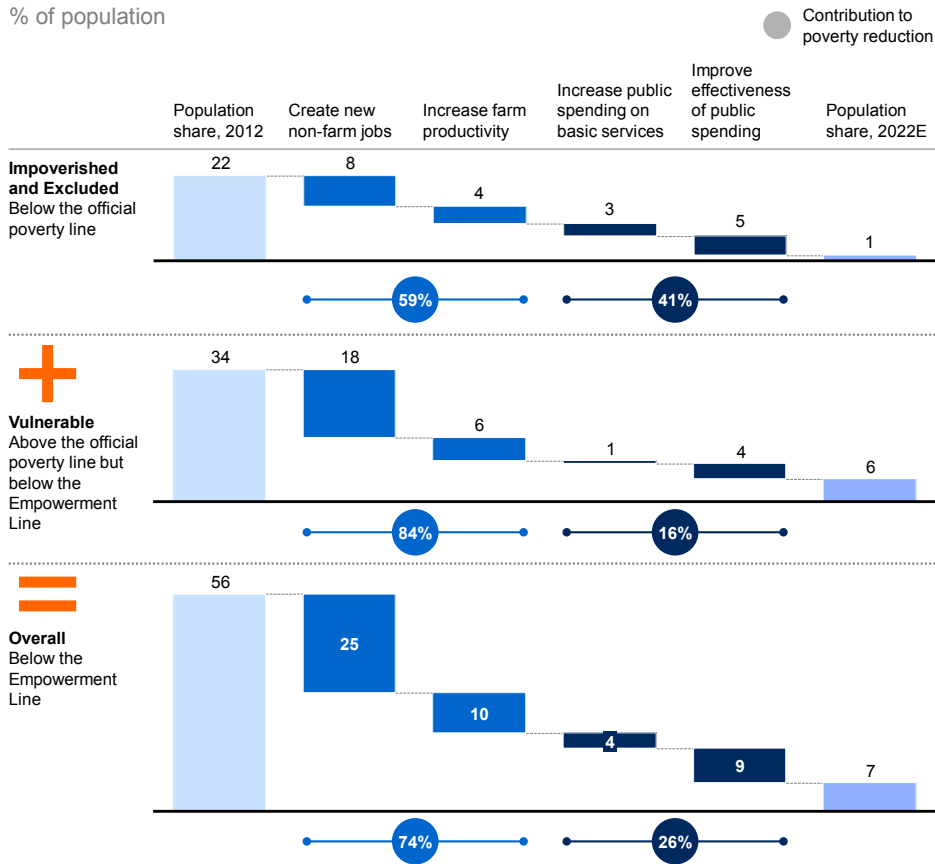 % of population
Contribution to
poverty reduction
Population
share, 2012
Create new
non-farm jobs
Increase farm
productivity
Increase public
spending on
basic services
Improve
effectiveness
of public
spending
Population
share, 2022E
Impoverished
and Excluded
Below the official
poverty line
22
8
4
3
5
1
59%
41%
Vulnerable
Above the official
poverty line but
below the
Empowerment
Line
34
18
6
1
4
6
84%
16%
Overall
Below the
Empowerment
Line
56
25
10
4
9
7
74%
26%